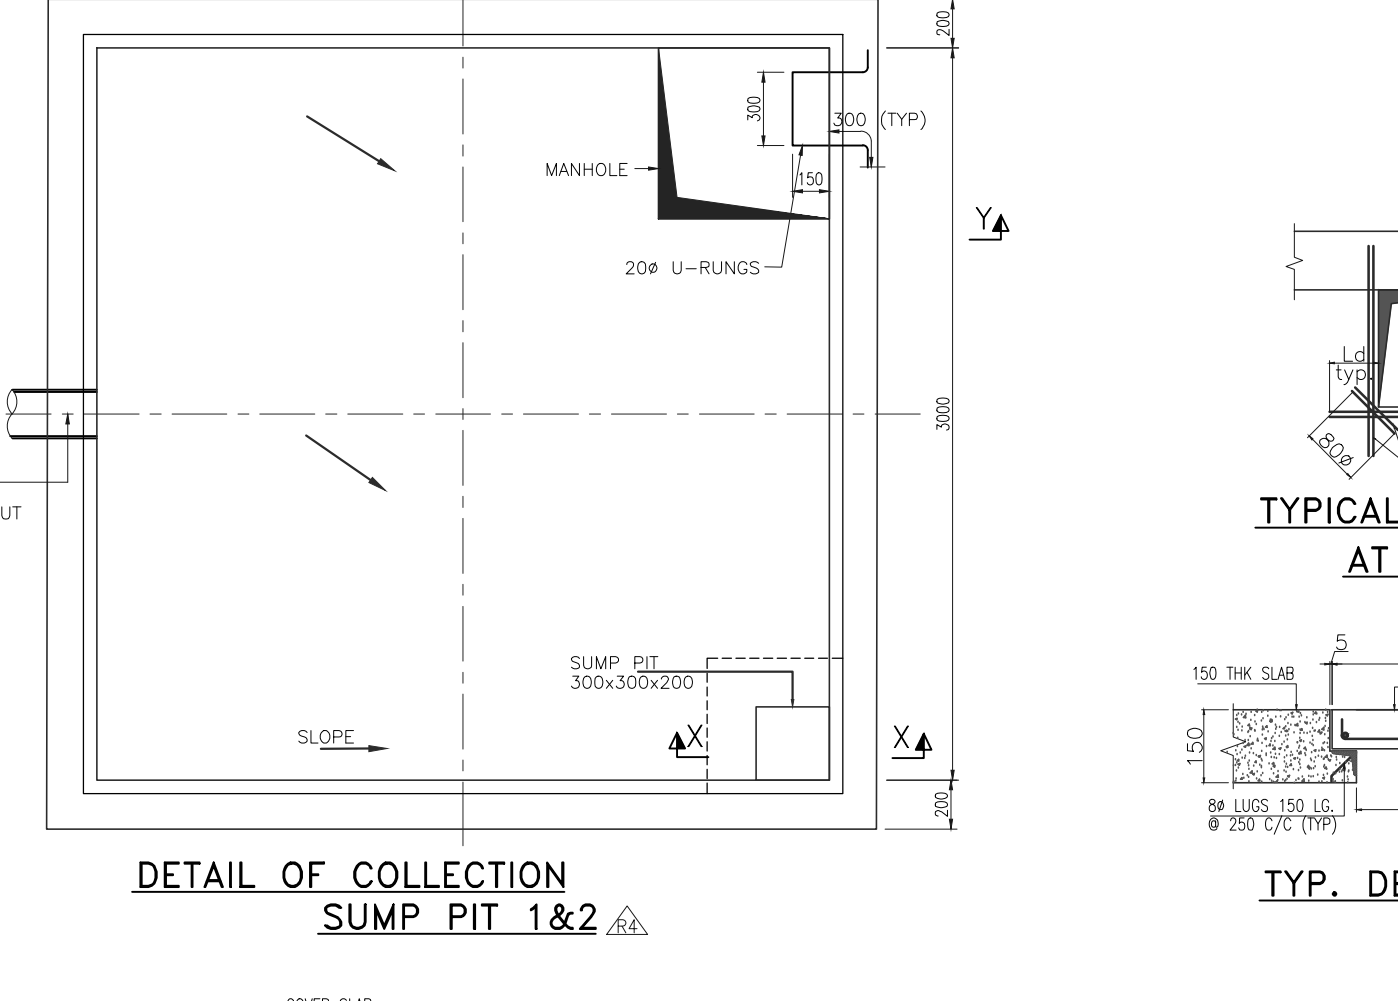 200
300
300 (TYP)
MANHOLE
150
Y
20ø U-RUNGS
3000
UT
SUMP PIT
300x300x200
SLOPE
X
X
200
DETAIL OF COLLECTION
SUMP PIT 1&2
R4
Ld
typ.
80ø
TYPICAL
AT
5
150 THK SLAB
150
8ø LUGS 150 LG.
@ 250 C/C (TYP)
TYP. DE
COVER SLAB